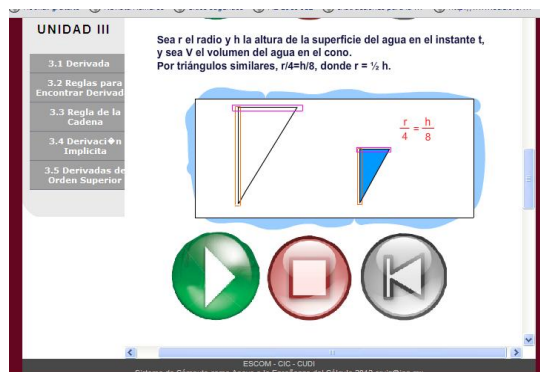 UNIDAD III
3.1 Derivada
3.2 Reglas para
Encontrar Derivad
3.3 Regla de la
Cadena
3.4 Derivaci�n
Implicita
3.5 Derivadas de
Orden Superior
Sea r el radio y h la altura de la superficie del agua en el instante t,
y sea V el volumen del agua en el cono.
Por triángulos similares, r/4=h/8, donde r = ½ h.
r/4 = h/8
ESCOM - CIC - CUDI